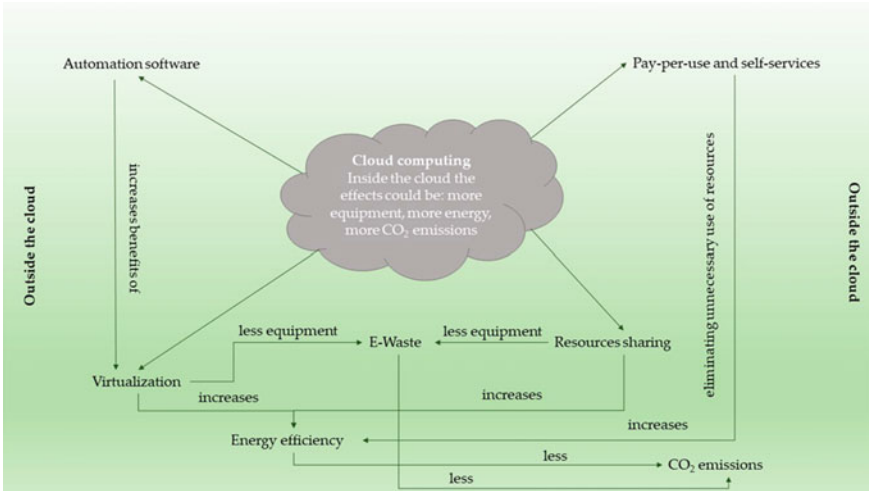 Automation software
Pay-per-use and self-services
Cloud computing
Inside the cloud the
effects could be: more
equipment, more energy,
more CO₂ emissions
Outside the cloud
increases benefits of
eliminating unnecessary use of resources
Outside the cloud
less equipment
E-Waste
less equipment
Resources sharing
Virtualization
increases
increases
increases
Energy efficiency
less
CO₂ emissions
less